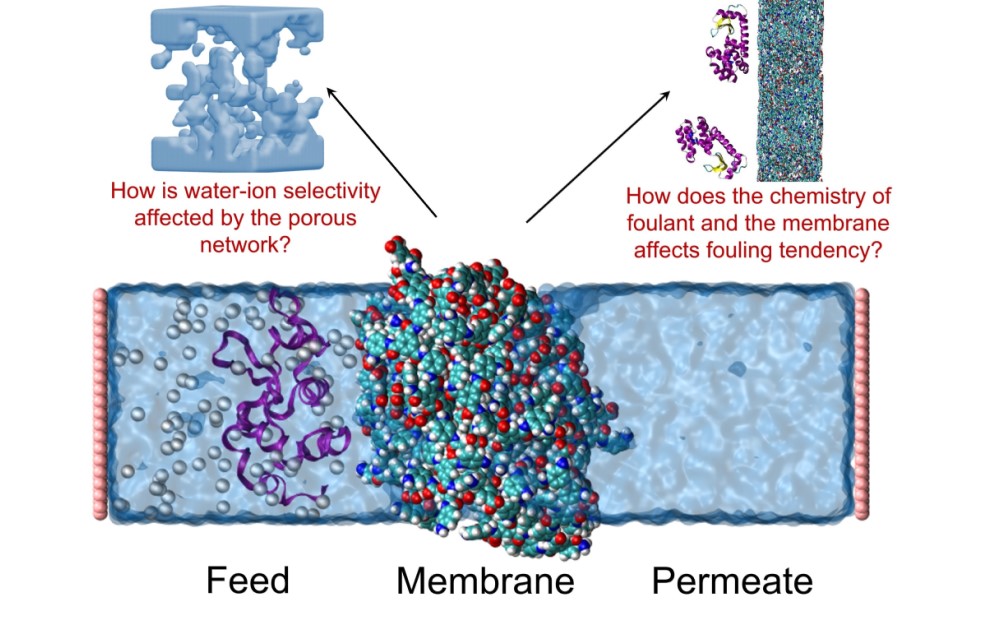 How is water-ion selectivity
affected by the porous
network?
How does the chemistry of
foulant and the membrane
affects fouling tendency?
Feed
Membrane
Permeate